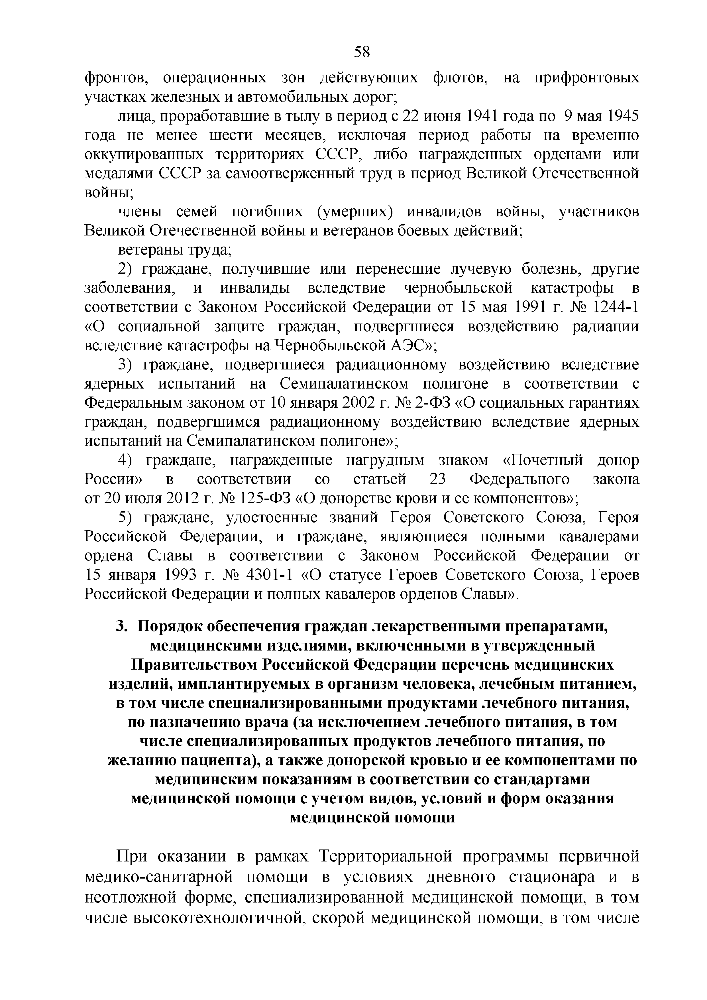 58
фронтов, операционных зон действующих флотов, на прифронтовых
участках железных и автомобильных дорог;
лица, проработавшие в тылу в период с 22 июня 1941 года по 9 мая 1945
года не менее шести месяцев, исключая период работы на временно
оккупированных территориях СССР, либо награжденных орденами или
медалями СССР за самоотверженный труд в период Великой Отечественной
войны;
члены семей погибших (умерших) инвалидов войны, участников
Великой Отечественной войны и ветеранов боевых действий;
ветераны труда;
2) граждане, получившие или перенесшие лучевую болезнь, другие
заболевания, и инвалиды вследствие чернобыльской катастрофы в
соответствии с Законом Российской Федерации от 15 мая 1991 г. № 1244-1
«О социальной защите граждан, подвергшиеся воздействию радиации
вследствие катастрофы на Чернобыльской АЭС»;
3) граждане, подвергшиеся радиационному воздействию вследствие
ядерных испытаний на Семипалатинском полигоне в соответствии с
Федеральным законом от 10 января 2002 г. № 2-ФЗ «О социальных гарантиях
граждан, подвергшимся радиационному воздействию вследствие ядерных
испытаний на Семипалатинском полигоне»;
4) граждане, награжденные нагрудным знаком «Почетный донор
России» в соответствии со статьей 23 Федерального закона
от 20 июля 2012 г. № 125-ФЗ «О донорстве крови и ее компонентов»;
5) граждане, удостоенные званий Героя Советского Союза, Героя
Российской Федерации, и граждане, являющиеся полными кавалерами
ордена Славы в соответствии с Законом Российской Федерации от
15 января 1993 г. № 4301-1 «О статусе Героев Советского Союза, Героев
Российской Федерации и полных кавалеров орденов Славы».
3. Порядок обеспечения граждан лекарственными препаратами,
медицинскими изделиями, включенными в утвержденный
Правительством Российской Федерации перечень медицинских
изделий, имплантируемых в организм человека, лечебным питанием,
в том числе специализированными продуктами лечебного питания,
по назначению врача (за исключением лечебного питания, в том
числе специализированных продуктов лечебного питания, по
желанию пациента), а также донорской кровью и ее компонентами по
медицинским показаниям в соответствии со стандартами
медицинской помощи с учетом видов, условий и форм оказания
медицинской помощи
При оказании в рамках Территориальной программы первичной
медико-санитарной помощи в условиях дневного стационара и в
неотложной форме, специализированной медицинской помощи, в том
числе высокотехнологичной, скорой медицинской помощи, в том числе